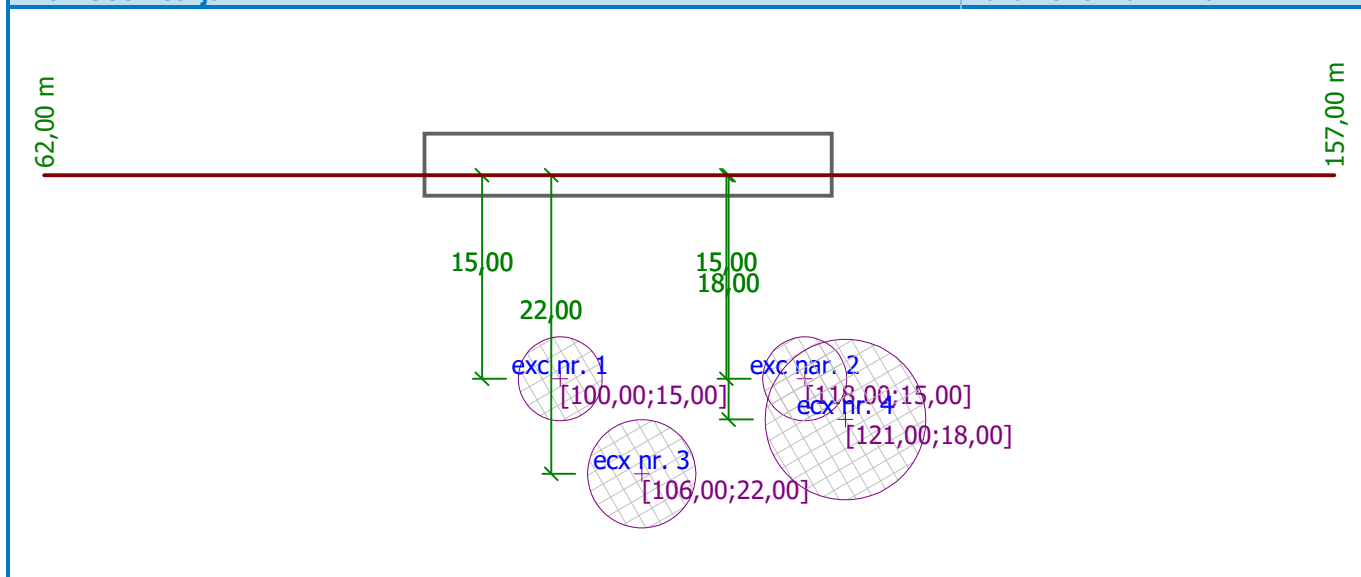 62,00 m
157,00 m
15,00
15,00
18,00
22,00
exc nr. 1
exc nar. 2
[100,00;15,00]
[118,00;15,00]
ecx nr. 4
[121,00;18,00]
ecx nr. 3
[106,00;22,00]